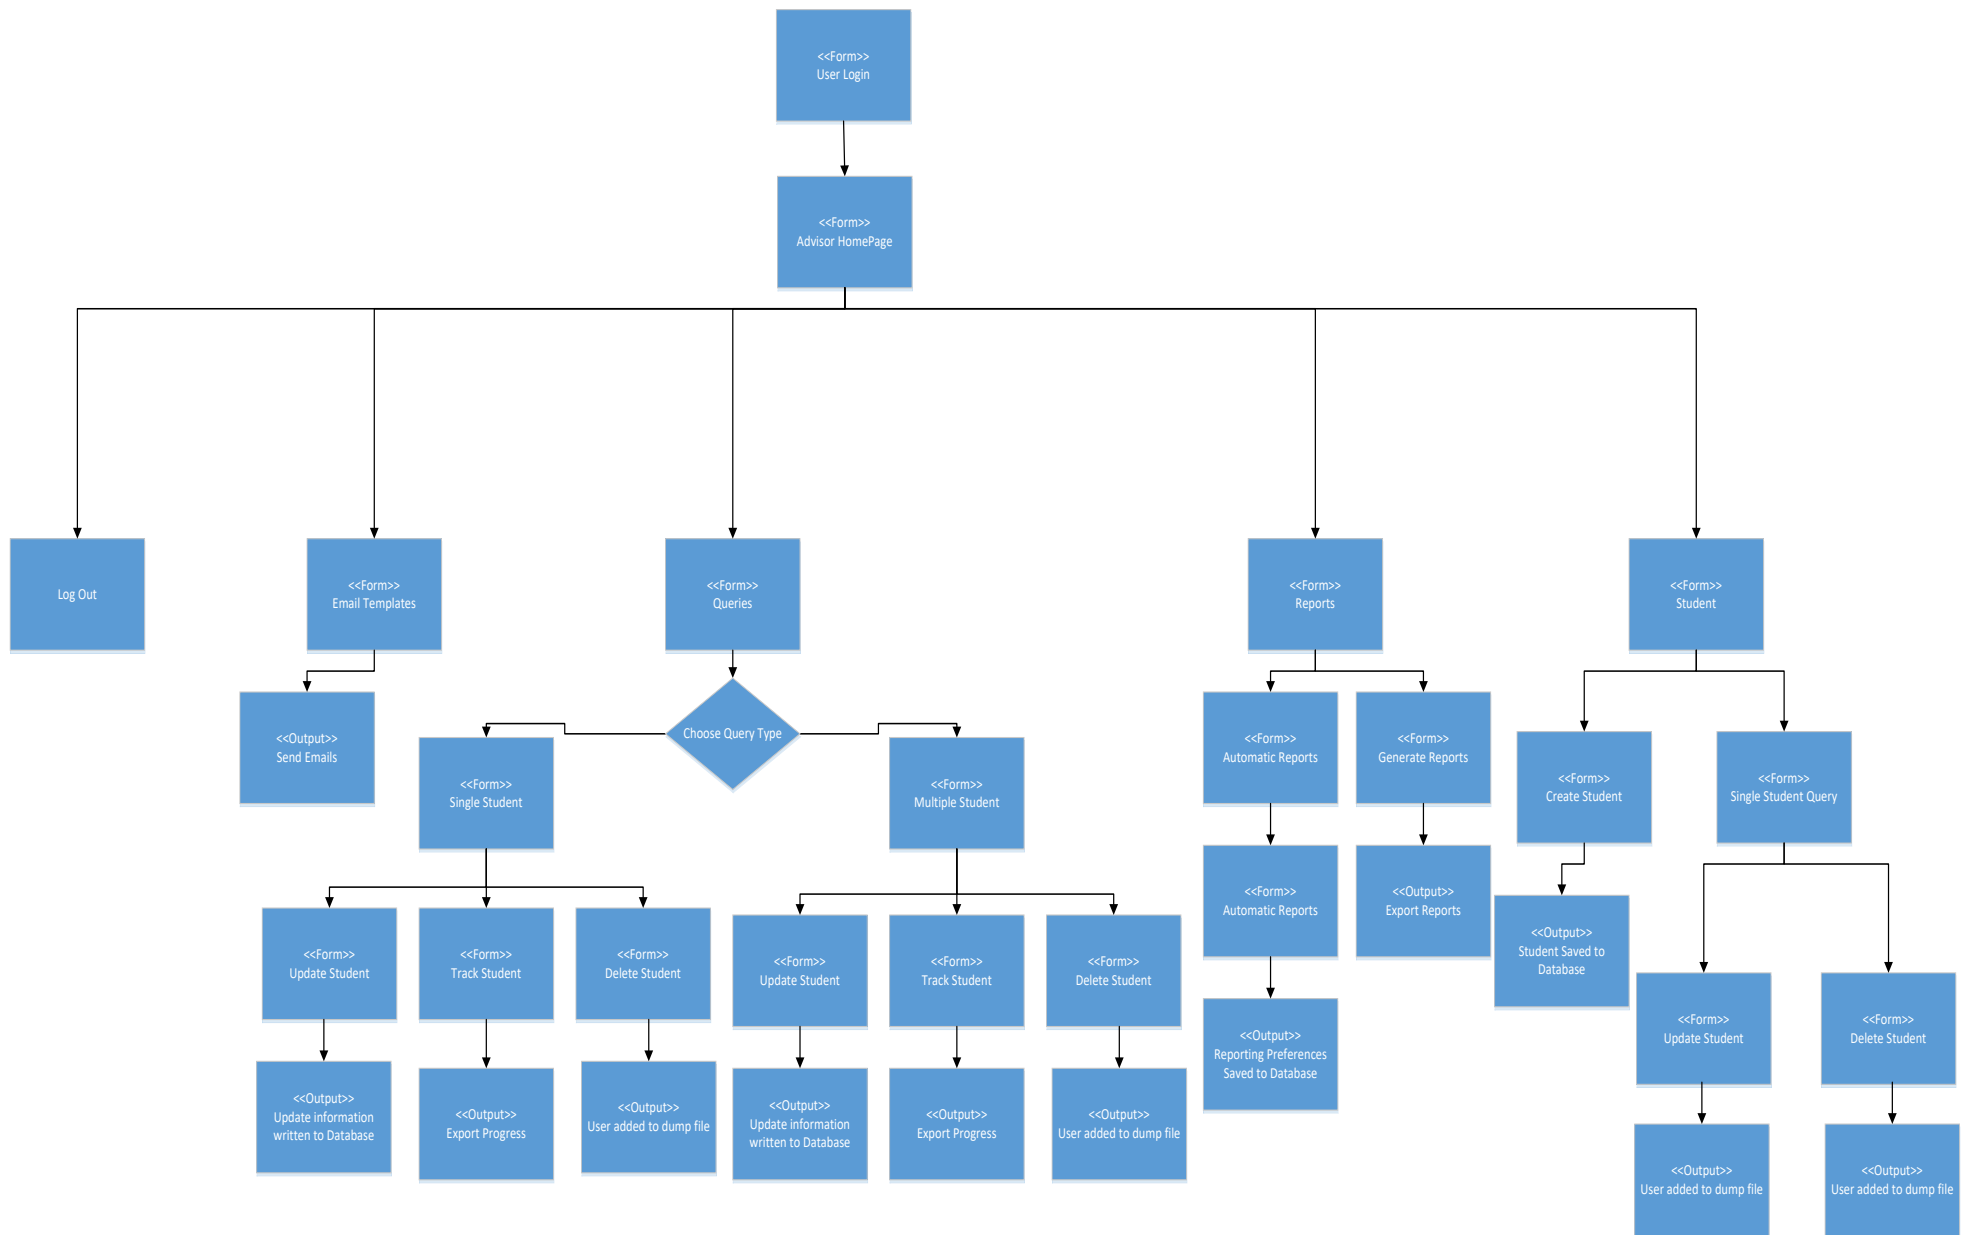 <<Form>>
User Login
<<Form>>
Advisor HomePage
Log Out
<<Form>>
Email Templates
<<Form>>
Queries
<<Form>>
Reports
<<Form>>
Student
<<Output>>
Send Emails
Choose Query Type
<<Form>>
Single Student
<<Form>>
Multiple Student
<<Form>>
Automatic Reports
<<Form>>
Generate Reports
<<Form>>
Create Student
<<Form>>
Single Student Query
<<Form>>
Automatic Reports
<<Output>>
Export Reports
<<Form>>
Update Student
<<Form>>
Track Student
<<Form>>
Delete Student
<<Form>>
Update Student
<<Form>>
Track Student
<<Form>>
Delete Student
<<Output>>
Student Saved to
Database
<<Output>>
Reporting Preferences
Saved to Database
<<Form>>
Update Student
<<Form>>
Delete Student
<<Output>>
Update information
written to Database
<<Output>>
Export Progress
<<Output>>
User added to dump file
<<Output>>
Update information
written to Database
<<Output>>
Export Progress
<<Output>>
User added to dump file
<<Output>>
User added to dump file
<<Output>>
User added to dump file